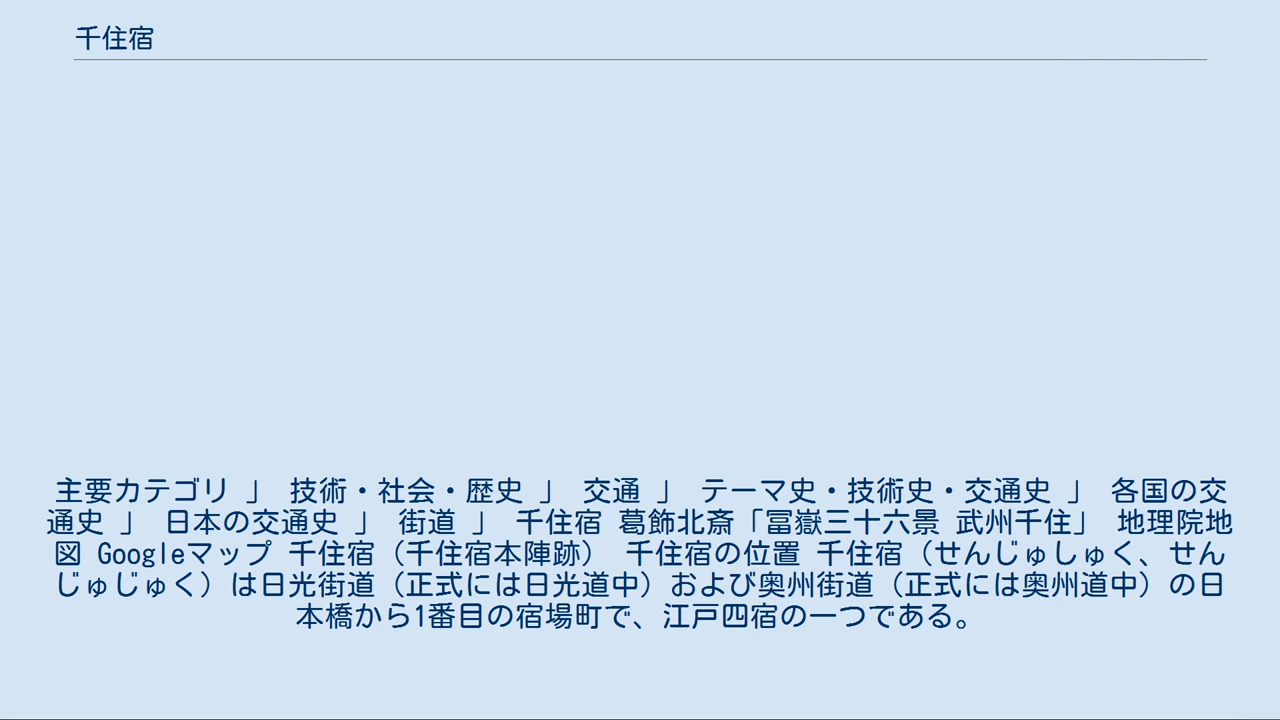 千住宿
主要カテゴリ 」 技術・社会・歴史 」 交通 」 テーマ史・技術史・交通史 」 各国の交
通史 」 日本の交通史 」 街道 」 千住宿 葛飾北斎「冨嶽三十六景 武州千住」 地理院地
図 Googleマップ 千住宿（千住宿本陣跡） 千住宿の位置 千住宿（せんじゅしゅく、せん
じゅじゅく）は日光街道（正式には日光道中）および奥州街道（正式には奥州道中）の日
本橋から1番目の宿場町で、江戸四宿の一つである。